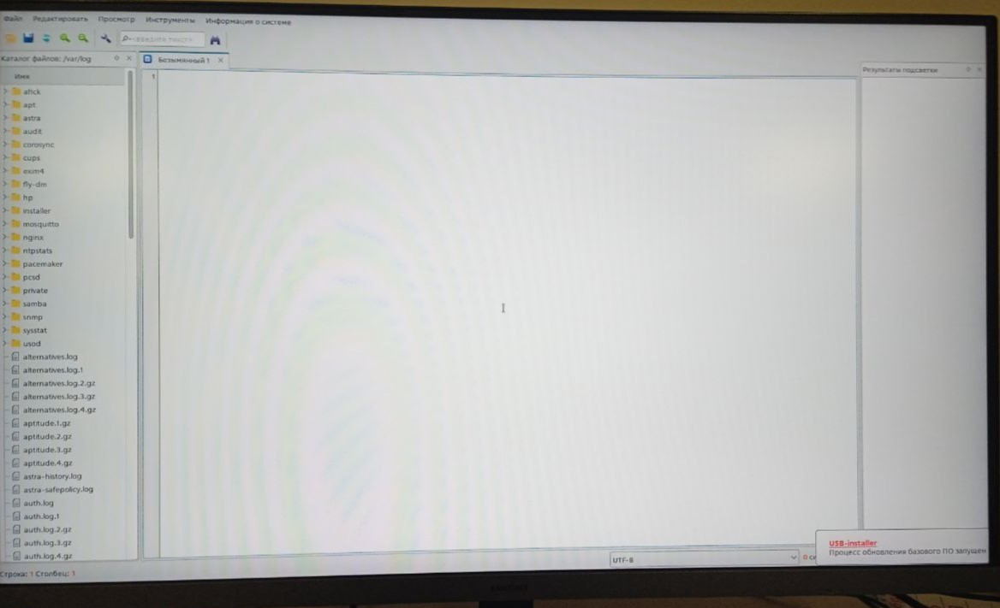 Файл Редактировать Просмотр Инструменты Информация о системе
<введите текст>
Каталог файлов: /var/log
Безымянный 1
Результаты подсветки
Имя
1
afick
apt
astra
audit
corosync
cups
exim4
fly-dm
hp
installer
mosquitto
nginx
ntpstats
pacemaker
pcsd
private
samba
snmp
sysstat
usod
alternatives.log
alternatives.log.1
alternatives.log.2.gz
alternatives.log.3.gz
alternatives.log.4.gz
aptitude.1.gz
aptitude.2.gz
aptitude.3.gz
aptitude.4.gz
astra-history.log
astra-safepolicy.log
auth.log
auth.log.1
auth.log.2.gz
auth.log.3.gz
auth.log.4.gz
UTF-8
0 си
USB-installer
Процесс обновления базового ПО запущен
Строка: 1 Столбец: 1